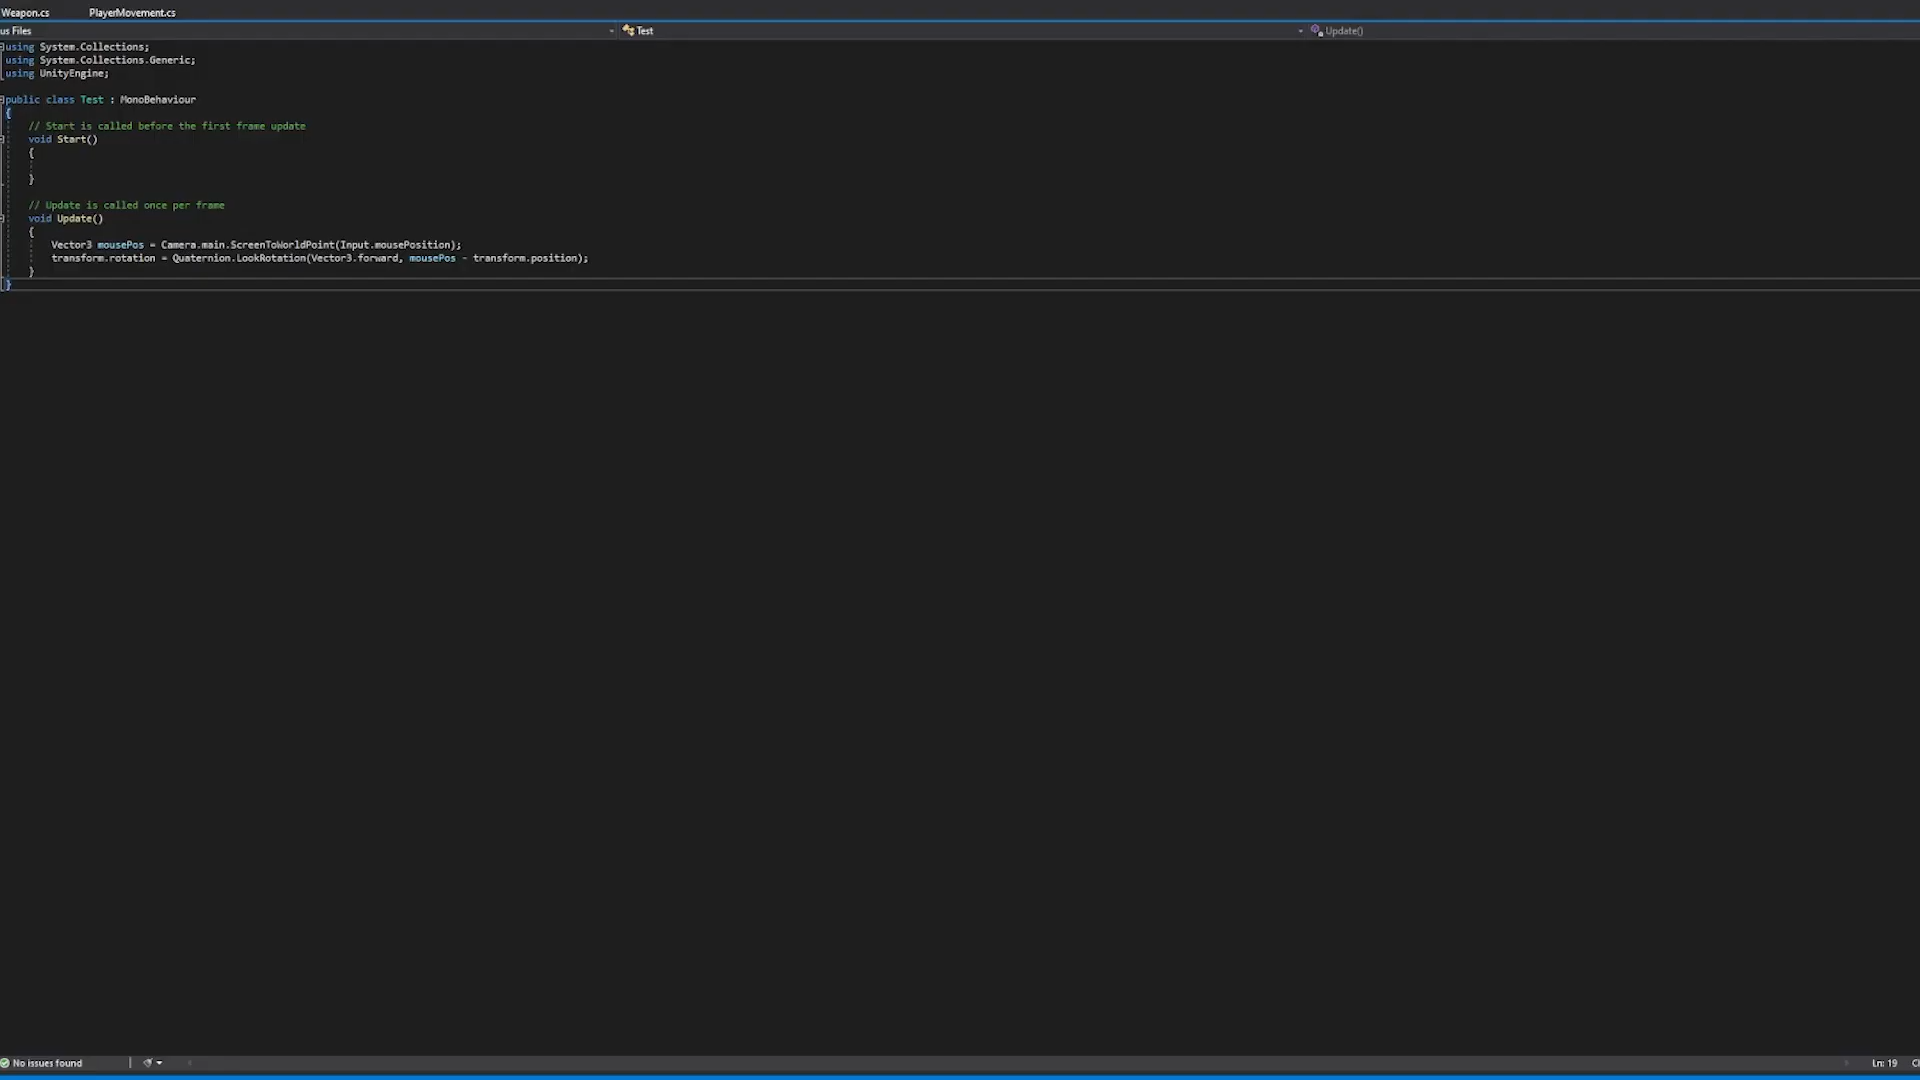 Weapon.cs PlayerMovement.cs
us Files Test Update()
using System.Collections;
using System.Collections.Generic;
using UnityEngine;
public class Test : MonoBehaviour
{
// Start is called before the first frame update
void Start()
{
}
// Update is called once per frame
void Update()
{
Vector3 mousePos = Camera.main.ScreenToWorldPoint(Input.mousePosition);
transform.rotation = Quaternion.LookRotation(Vector3.forward, mousePos - transform.position);
}
}
No issues found Ln: 19